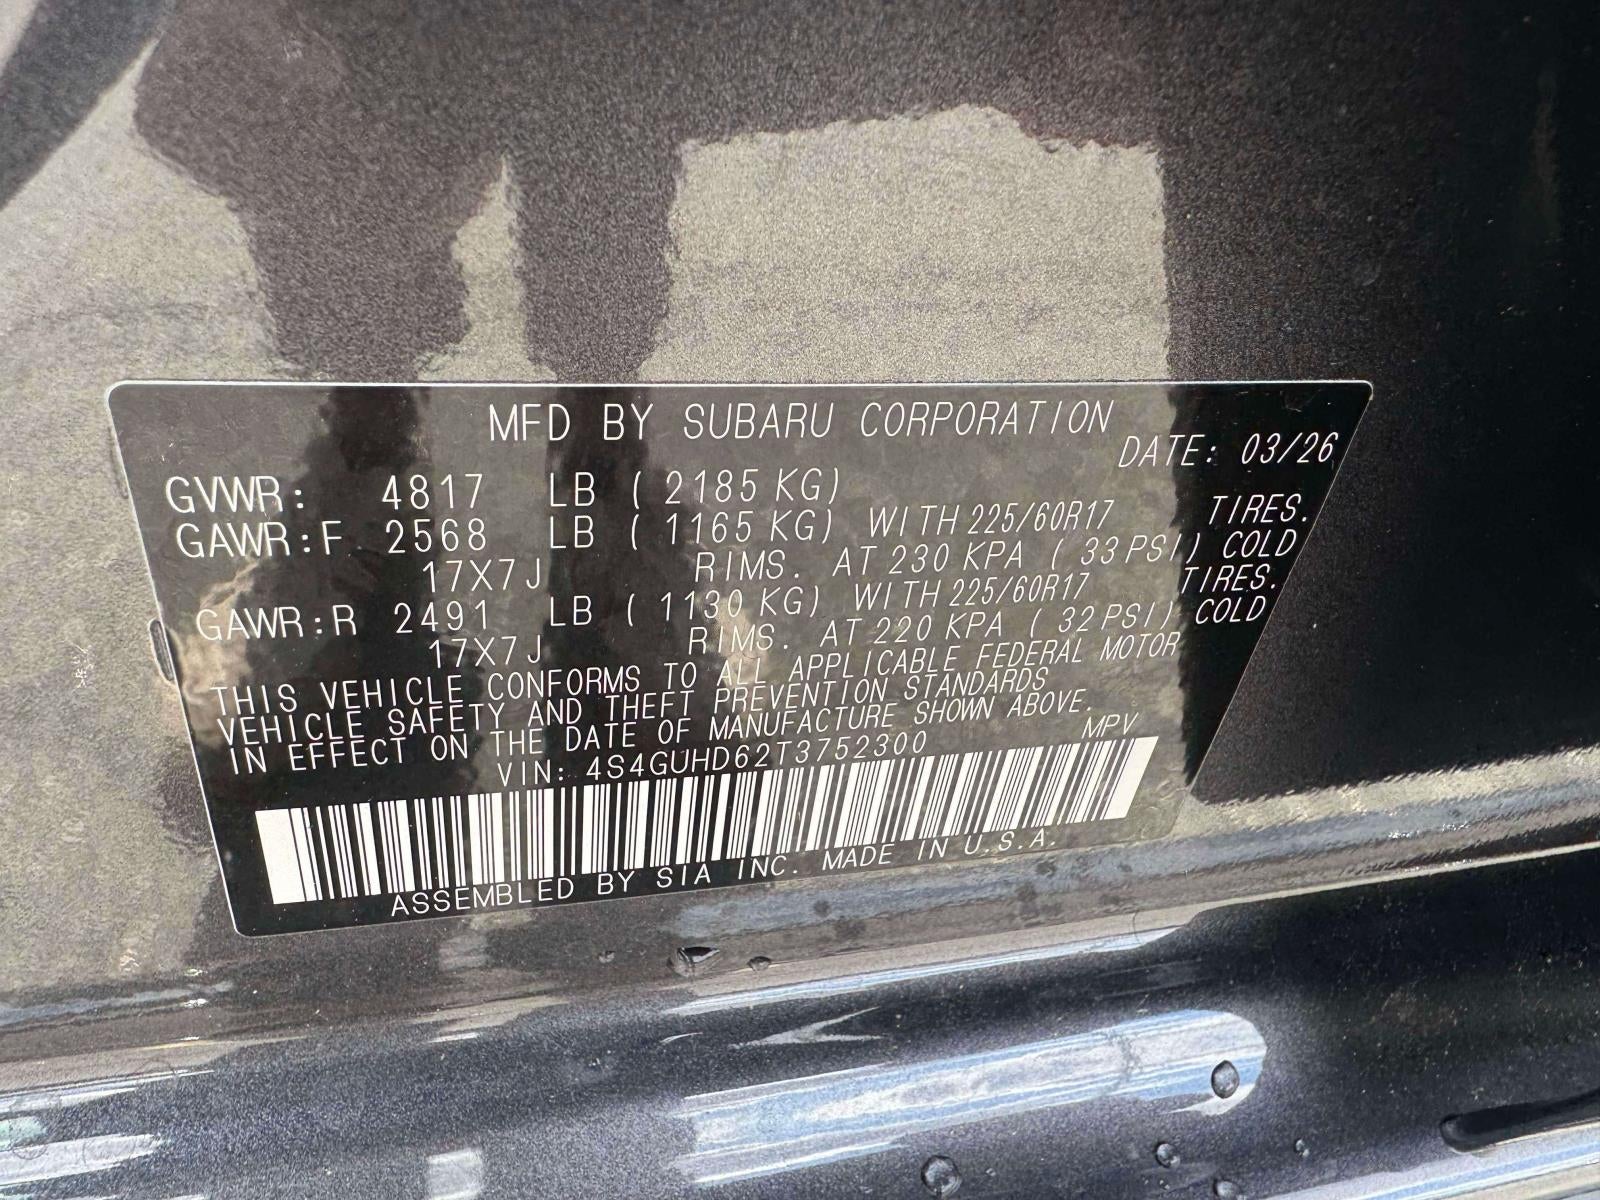 MFD BY SUBARU CORPORATION
DATE: 03/26
GVWR: 4817 LB ( 2185 KG)
GAWR:F 2568 LB ( 1165 KG) WITH 225/60R17 TIRES.
17X7J RIMS. AT 230 KPA ( 33 PSI) COLD
GAWR:R 2491 LB ( 1130 KG) WITH 225/60R17 TIRES.
17X7J RIMS. AT 220 KPA ( 32 PSI) COLD
THIS VEHICLE CONFORMS TO ALL APPLICABLE FEDERAL MOTOR
VEHICLE SAFETY AND THEFT PREVENTION STANDARDS
IN EFFECT ON THE DATE OF MANUFACTURE SHOWN ABOVE.
VIN: 4S4GUHD62T3752300 MPV
ASSEMBLED BY SIA INC. MADE IN U.S.A.